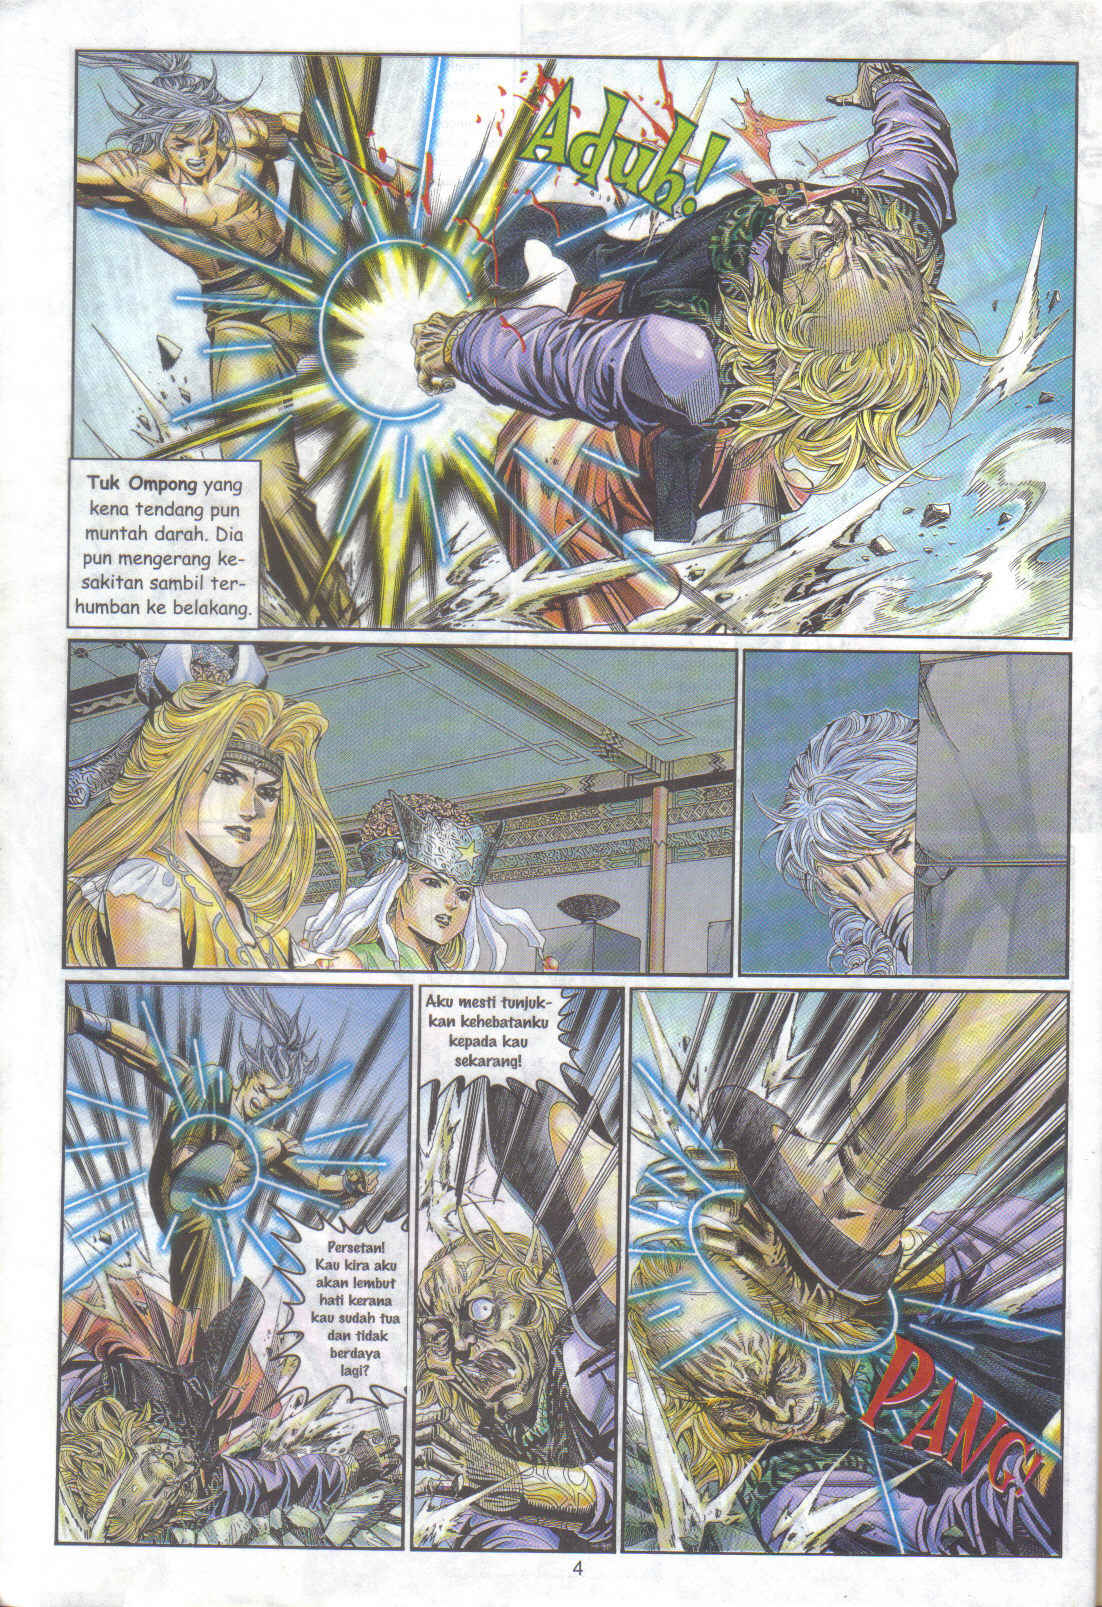 Aduh!
Tuk Ompong yang
kena tendang pun
muntah darah. Dia
pun mengerang ke-
sakitan sambil ter-
humban ke belakang.
Persetan!
Kau kira aku
akan lembut
hati kerana
kau sudah tua
dan tidak
berdaya
lagi?
Aku mesti tunjuk-
kan kehebatanku
kepada kau
sekarang!
PANG!
4